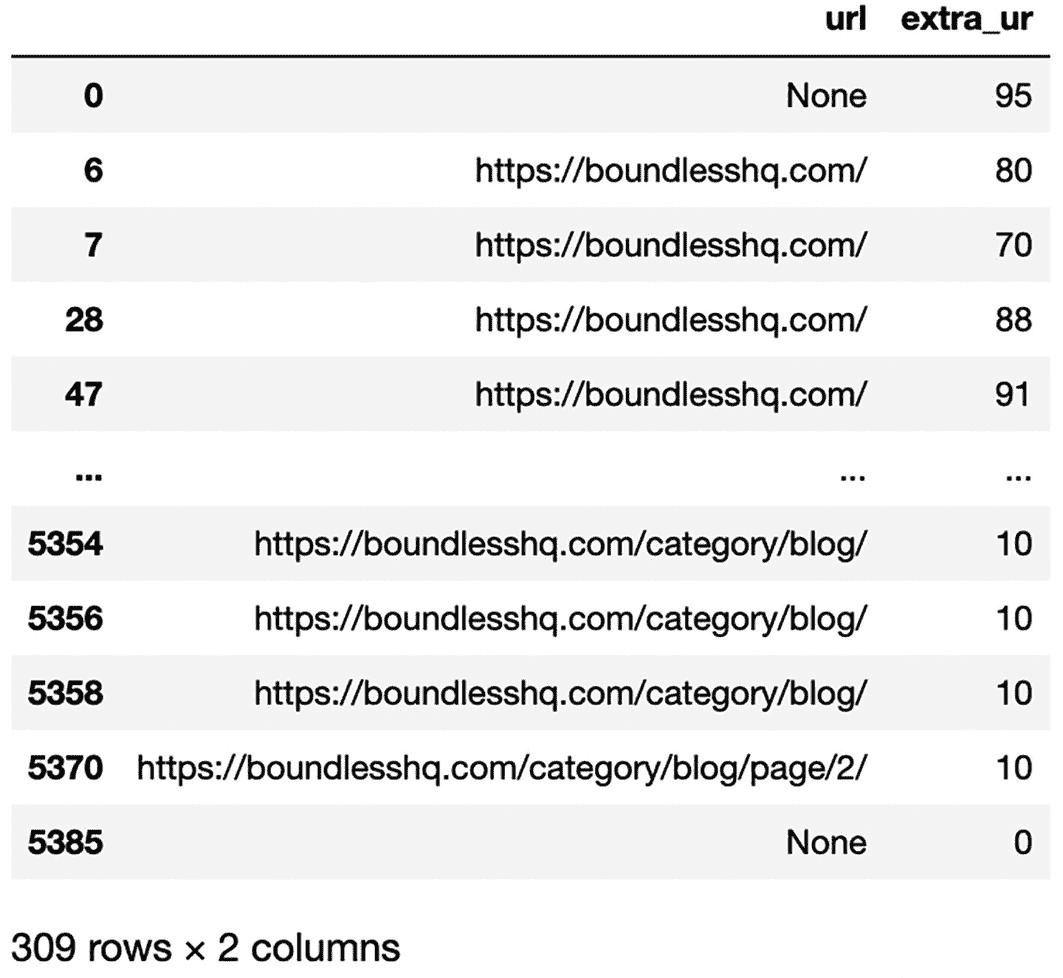 url extra_ur
0 None 95
6 https://boundlesshq.com/ 80
7 https://boundlesshq.com/ 70
28 https://boundlesshq.com/ 88
47 https://boundlesshq.com/ 91
... ... ...
5354 https://boundlesshq.com/category/blog/ 10
5356 https://boundlesshq.com/category/blog/ 10
5358 https://boundlesshq.com/category/blog/ 10
5370 https://boundlesshq.com/category/blog/page/2/ 10
5385 None 0
309 rows × 2 columns